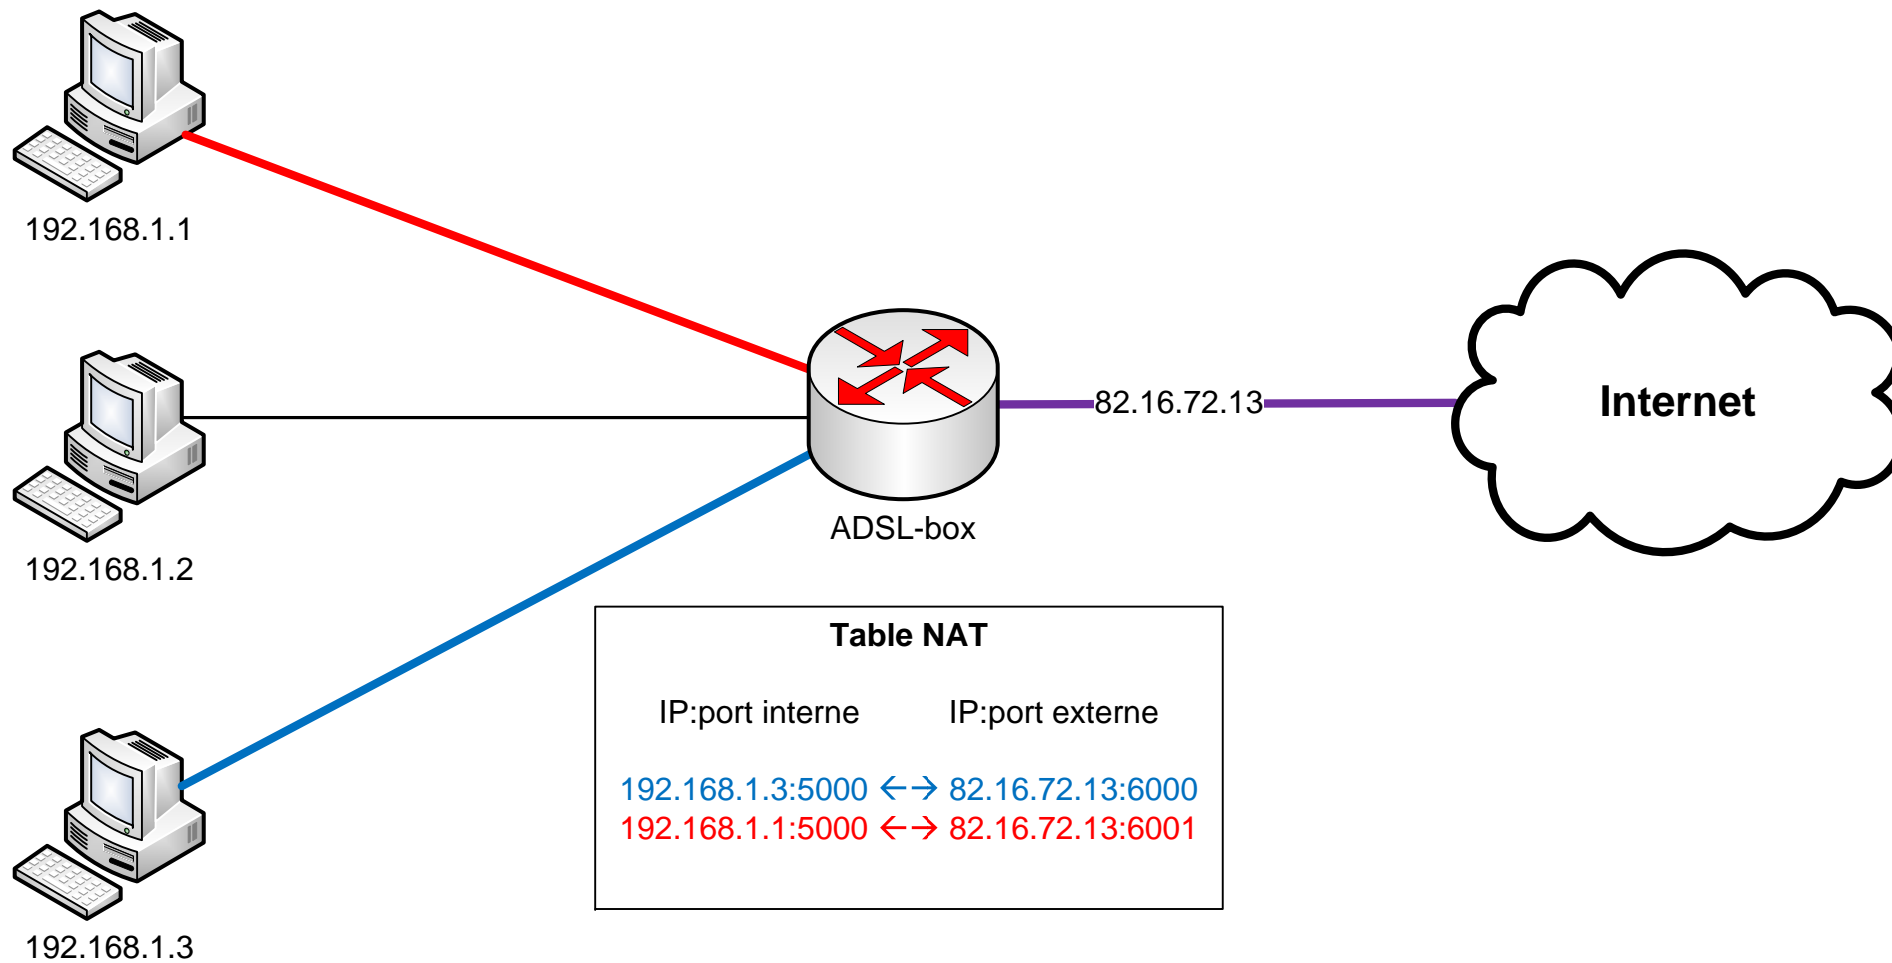 192.168.1.1
192.168.1.2
192.168.1.3
ADSL-box
82.16.72.13
Internet
Table NAT
IP:port interne IP:port externe
192.168.1.3:5000 ←→ 82.16.72.13:6000
192.168.1.1:5000 ←→ 82.16.72.13:6001